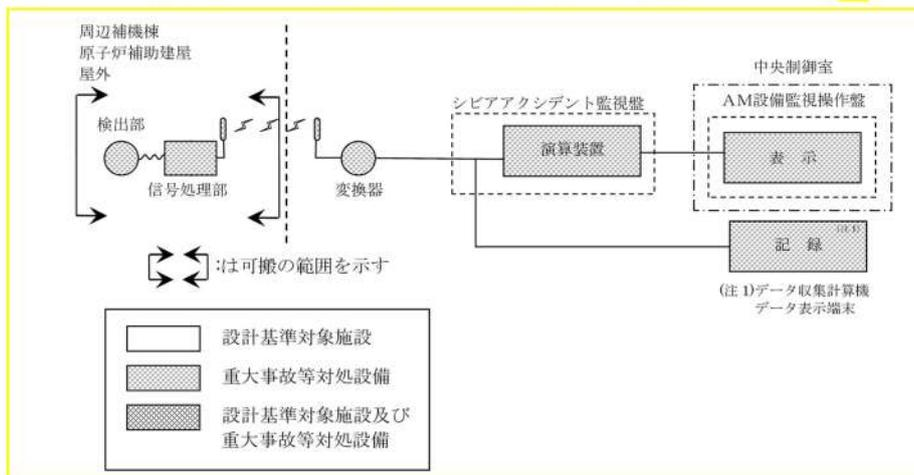 周辺補機棟
原子炉補助建屋
屋外
検出部
信号処理部
変換器
シビアアクシデント監視盤
演算装置
中央制御室
AM設備監視操作盤
表 示
(注 1)
記 録
(注 1)データ収集計算機
データ表示端末
:は可搬の範囲を示す
設計基準対象施設
重大事故等対処設備
設計基準対象施設及び
重大事故等対処設備